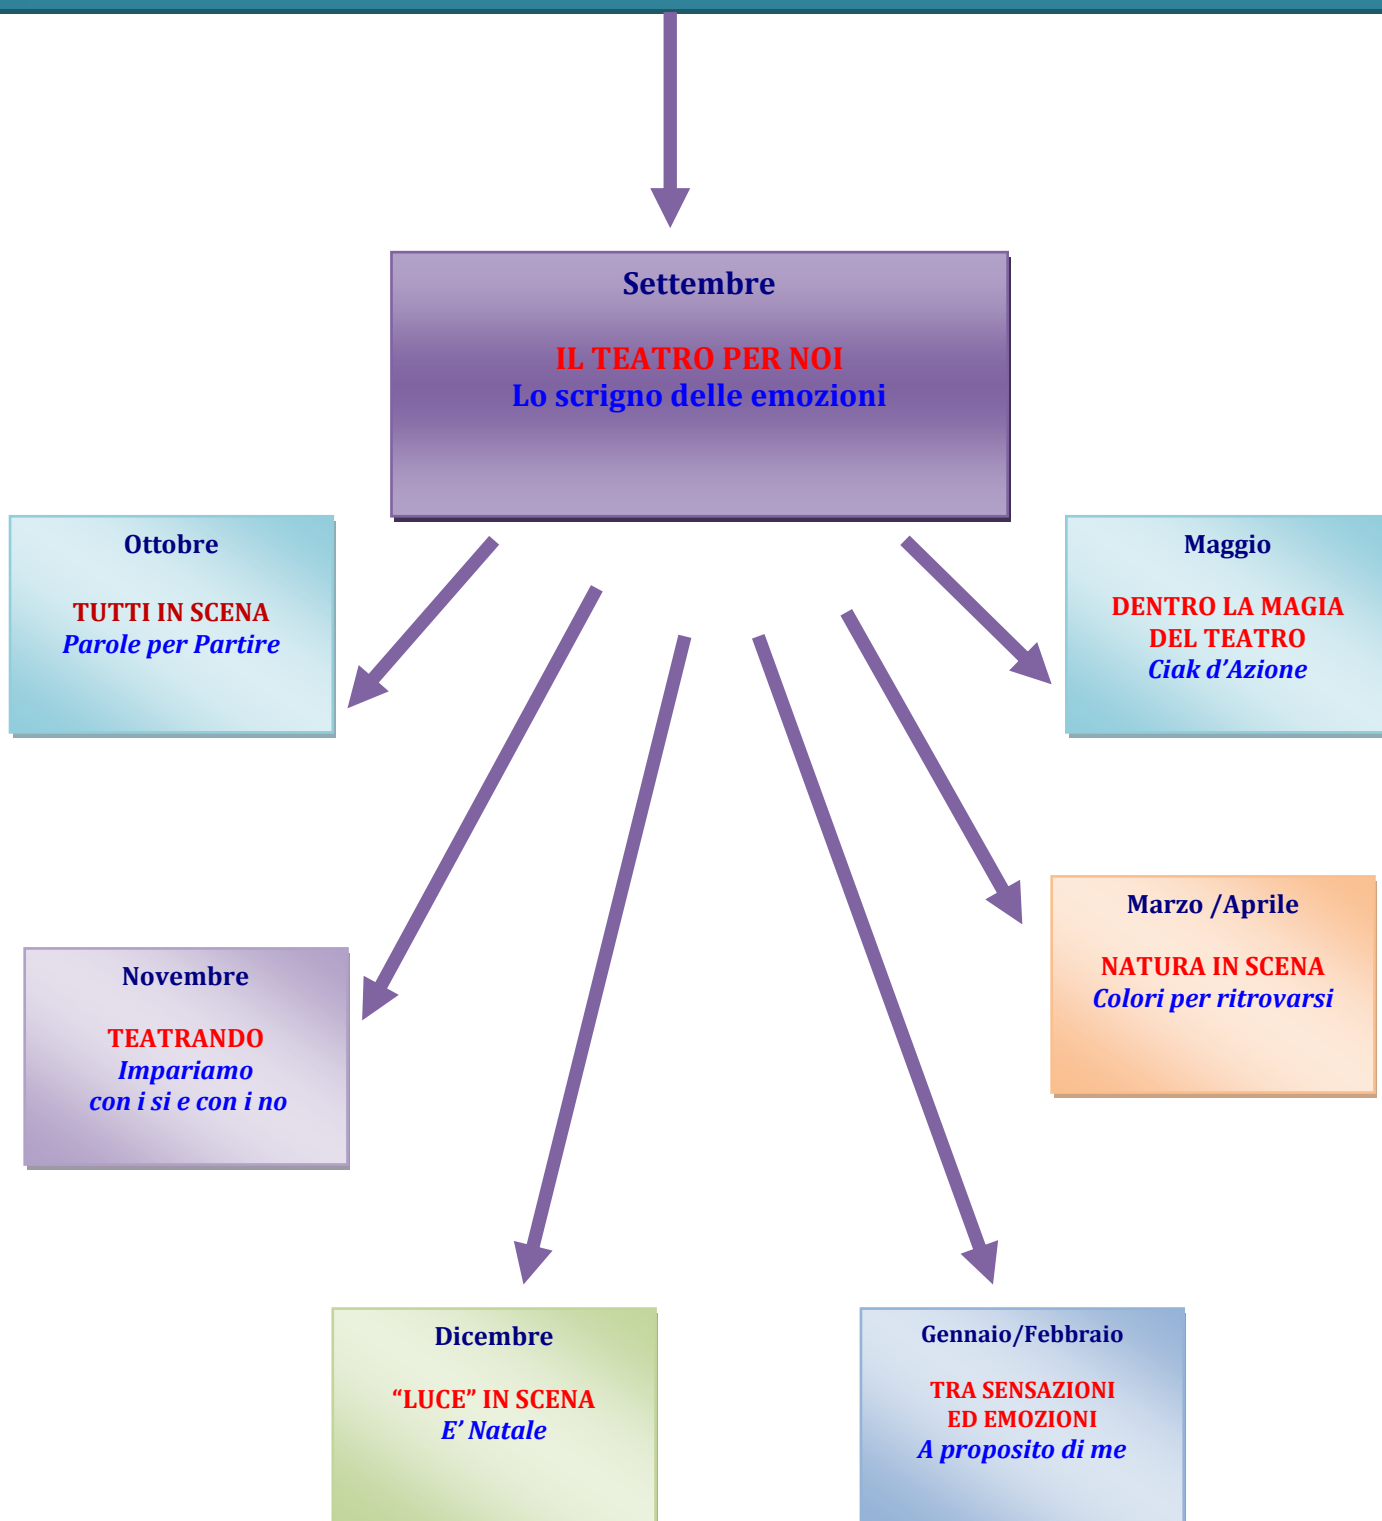 Settembre
IL TEATRO PER NOI
Lo scrigno delle emozioni
Ottobre
TUTTI IN SCENA
Parole per Partire
Maggio
DENTRO LA MAGIA
DEL TEATRO
Ciak d’Azione
Novembre
TEATRANDO
Impariamo
con i si e con i no
Marzo /Aprile
NATURA IN SCENA
Colori per ritrovarsi
Dicembre
“LUCE” IN SCENA
E’ Natale
Gennaio/Febbraio
TRA SENSAZIONI
ED EMOZIONI
A proposito di me